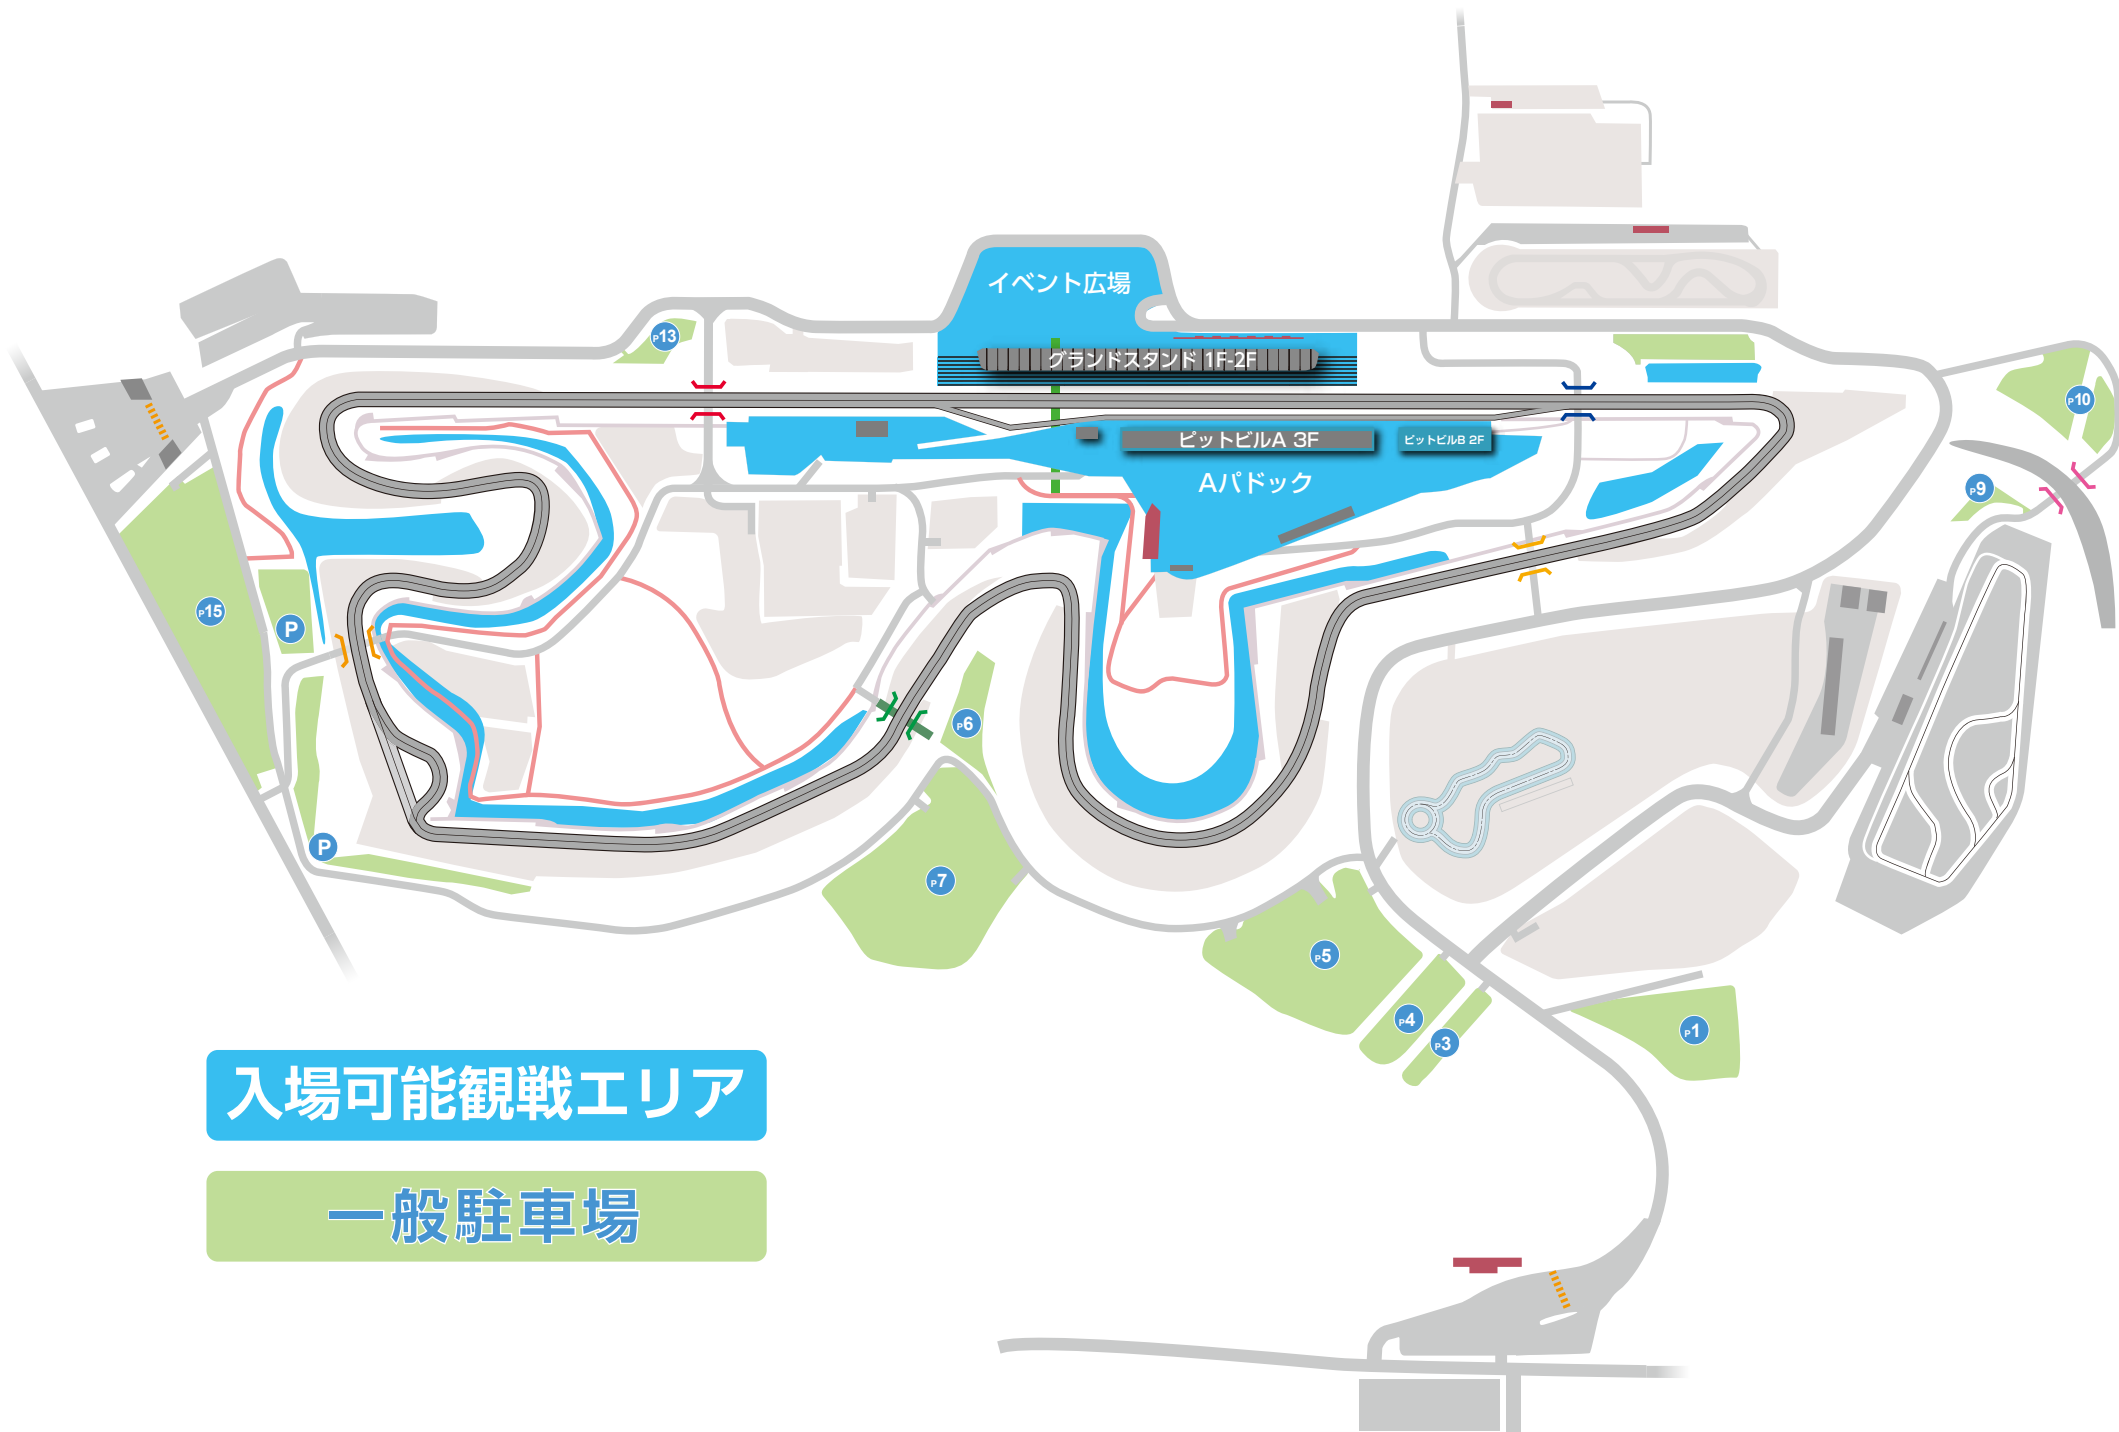 イベント広場
P13
グランドスタンド 1F-2F
P10
ピットビルA 3F
ピットビルB 2F
Aパドック
P9
P15
P
P6
P
P7
P5
P4
P3
P1
入場可能観戦エリア
一般駐車場